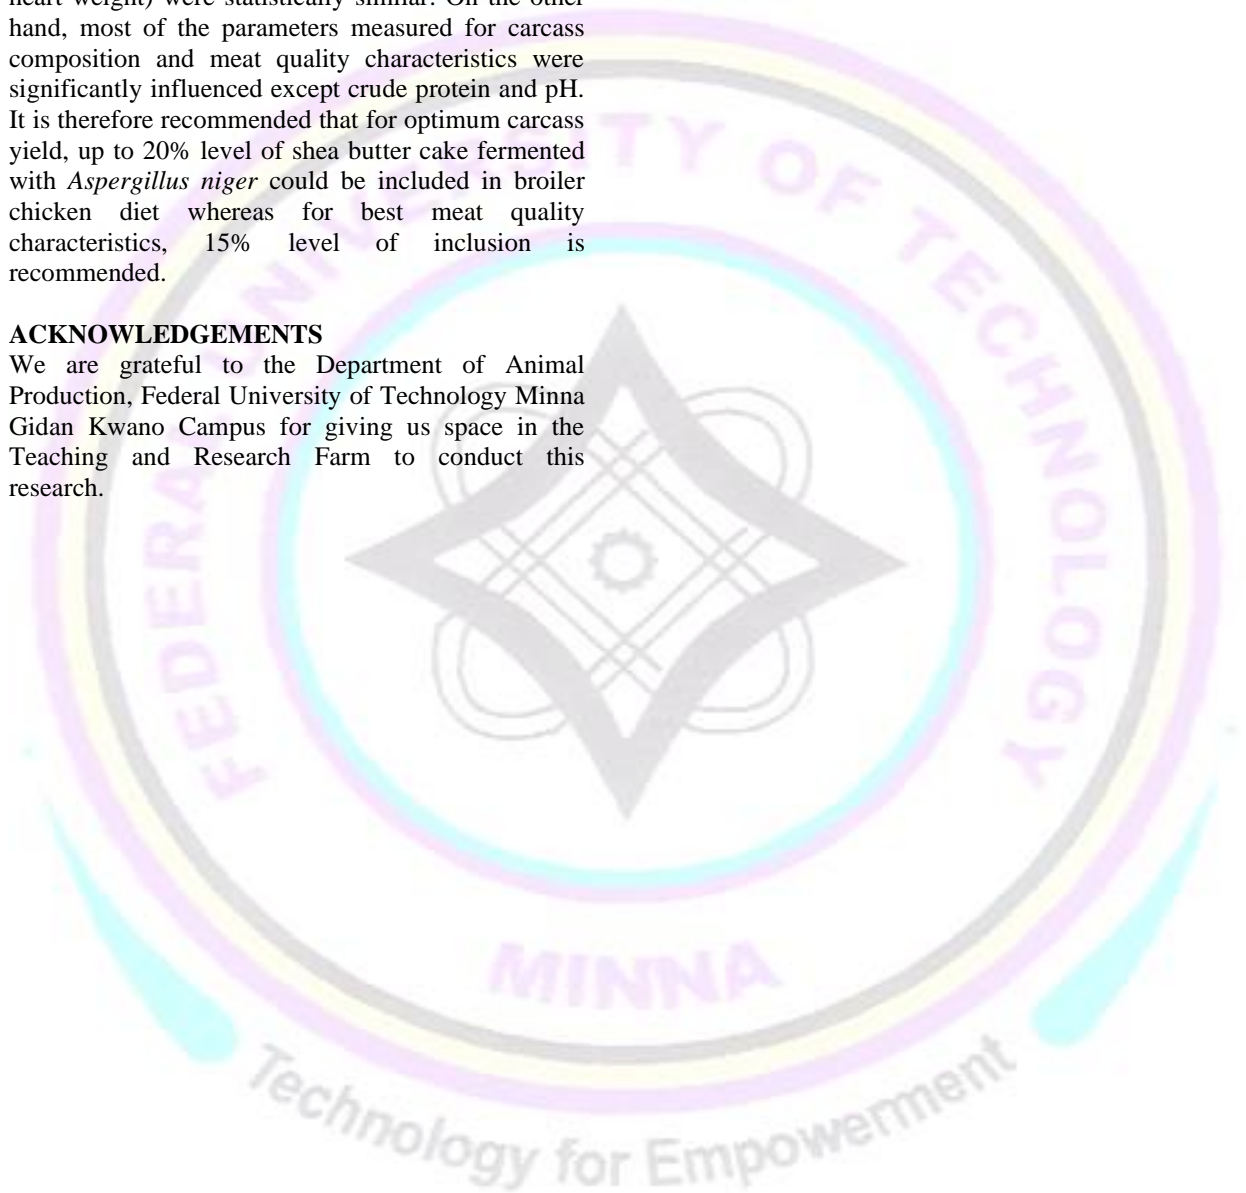 heart weight) were statistically similar. On the other
hand, most of the parameters measured for carcass
composition and meat quality characteristics were
significantly influenced except crude protein and pH.
It is therefore recommended that for optimum carcass
yield, up to 20% level of shea butter cake fermented
with Aspergillus niger could be included in broiler
chicken diet whereas for best meat quality
characteristics, 15% level of inclusion is
recommended.
ACKNOWLEDGEMENTS
We are grateful to the Department of Animal
Production, Federal University of Technology Minna
Gidan Kwano Campus for giving us space in the
Teaching and Research Farm to conduct this
research.
FEDERAL UNIVERSITY OF TECHNOLOGY
MINNA
Technology for Empowerment